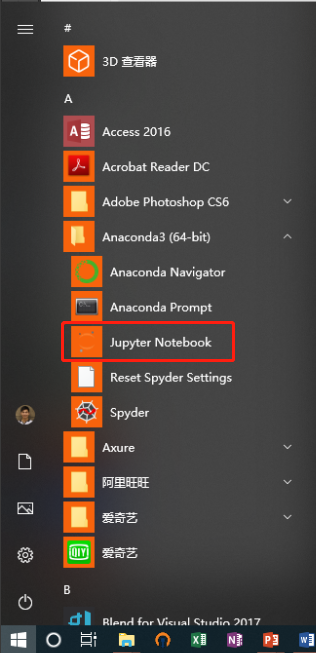 #
3D 查看器
A
Access 2016
Acrobat Reader DC
Adobe Photoshop CS6
Anaconda3 (64-bit)
Anaconda Navigator
Anaconda Prompt
Jupyter Notebook
Reset Spyder Settings
Spyder
Axure
阿里旺旺
爱奇艺
爱奇艺
B
Blend for Visual Studio 2017